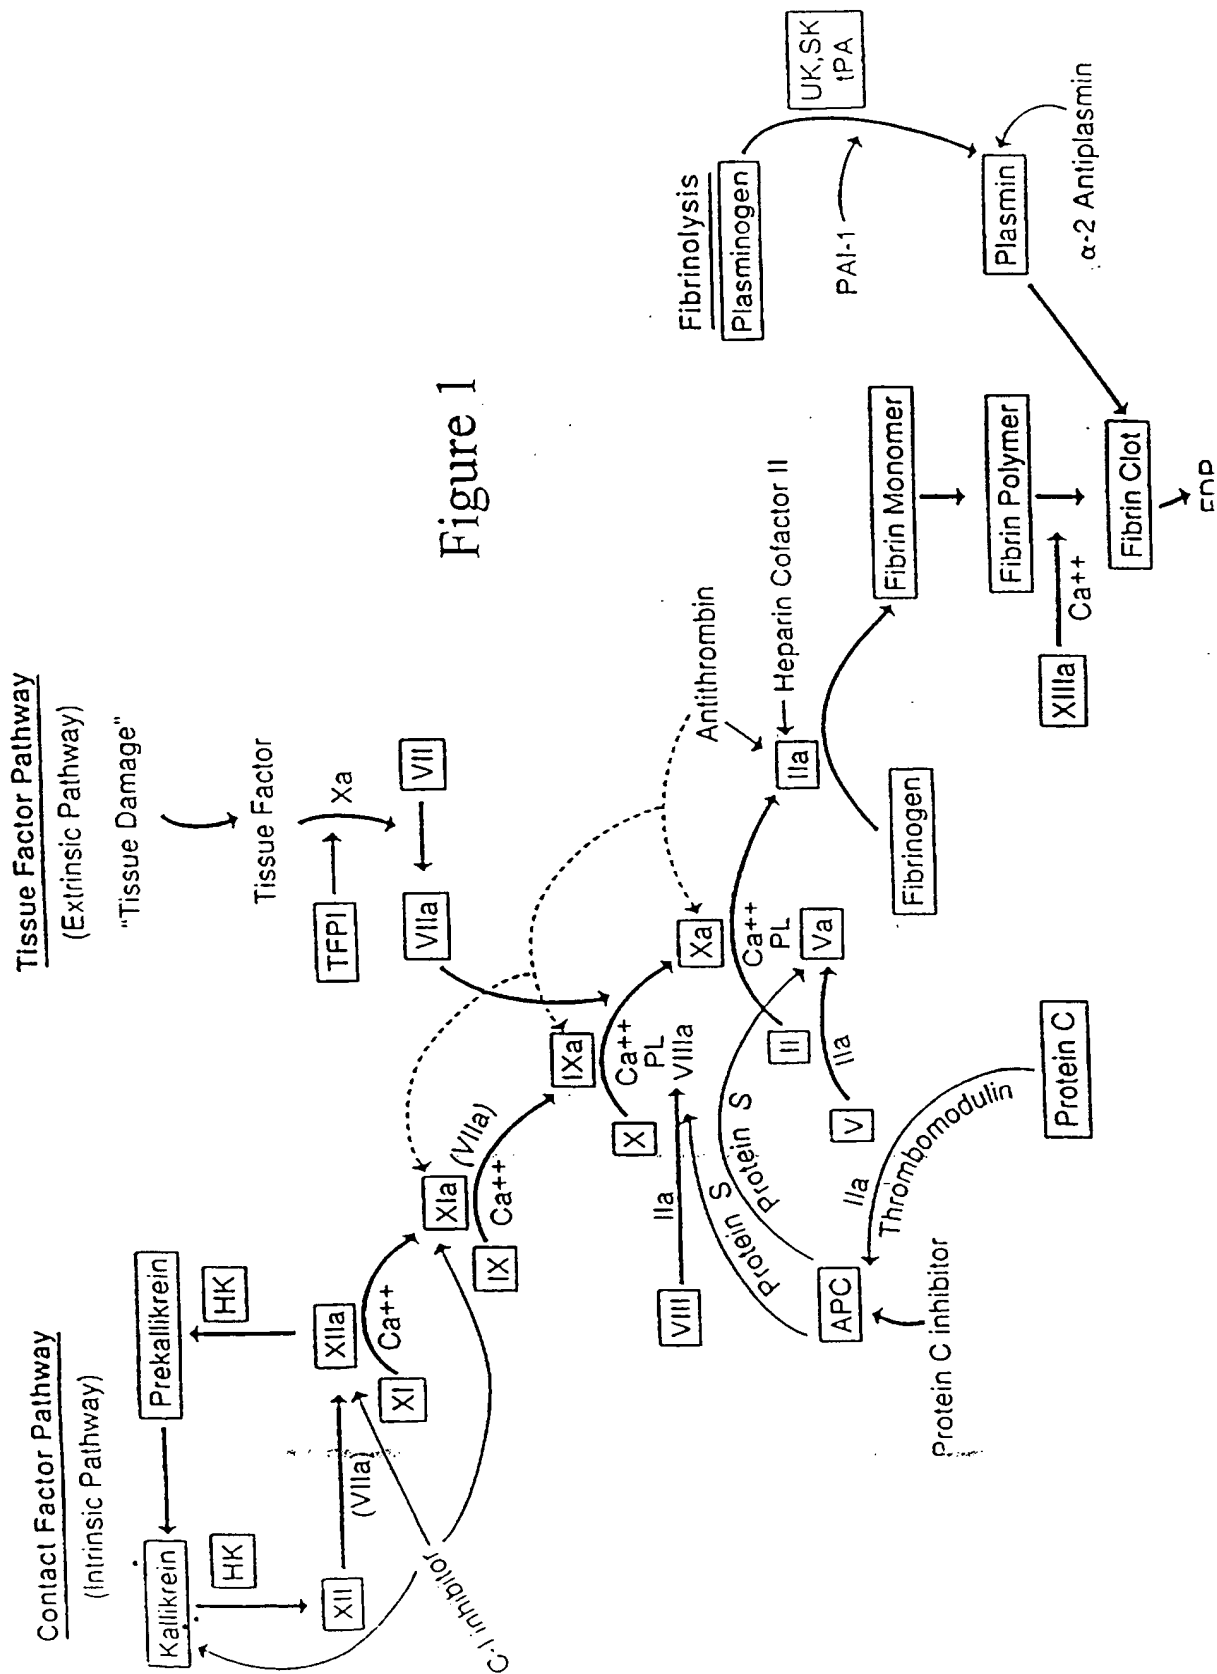 Contact Factor Pathway
(Intrinsic Pathway)
Kallikrein
Prekallikrein
HK
HK
XII
(VIIa)
XIIa
XI
Ca++
XIa
C-I inhibitor
IX
Ca++
(VIIa)
IXa
Tissue Factor Pathway
(Extrinsic Pathway)
"Tissue Damage"
Tissue Factor
TFPI
Xa
VII
VIIa
X
Ca++
PL
VIIIa
Xa
VIII
IIa
Protein S
Protein S
APC
Protein C inhibitor
IIa
Thrombomodulin
Protein C
II
Ca++
PL
Va
V
IIa
Antithrombin
IIa
Heparin Cofactor II
Fibrinogen
Fibrin Monomer
Fibrin Polymer
XIIIa
Ca++
Fibrin Clot
Figure 1
Fibrinolysis
Plasminogen
UK,SK
tPA
PAI-1
Plasmin
α-2 Antiplasmin